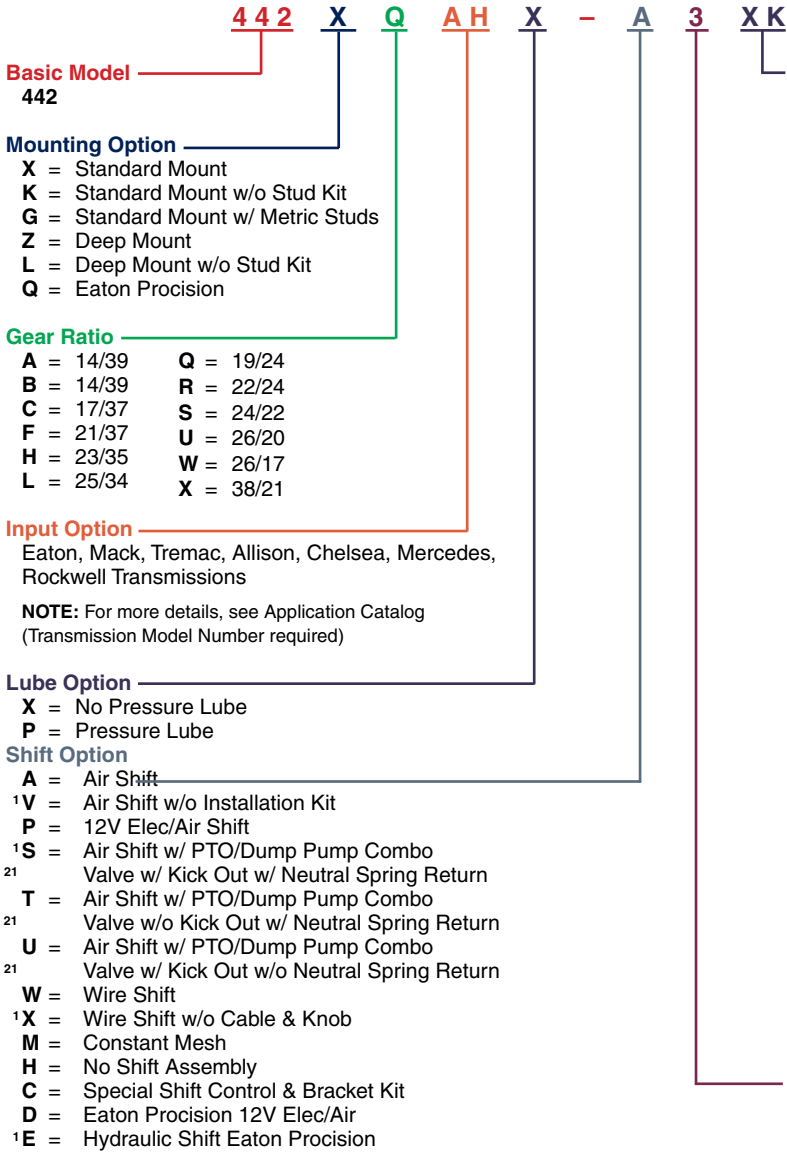 442 X Q AH X – A 3 XK
Basic Model
442
Mounting Option
X = Standard Mount
K = Standard Mount w/o Stud Kit
G = Standard Mount w/ Metric Studs
Z = Deep Mount
L = Deep Mount w/o Stud Kit
Q = Eaton Procision
Gear Ratio
A = 14/39
B = 14/39
C = 17/37
F = 21/37
H = 23/35
L = 25/34
Q = 19/24
R = 22/24
S = 24/22
U = 26/20
W = 26/17
X = 38/21
Input Option
Eaton, Mack, Tremac, Allison, Chelsea, Mercedes,
Rockwell Transmissions
NOTE: For more details, see Application Catalog
(Transmission Model Number required)
Lube Option
X = No Pressure Lube
P = Pressure Lube
Shift Option
A = Air Shift
1V = Air Shift w/o Installation Kit
P = 12V Elec/Air Shift
1S = Air Shift w/ PTO/Dump Pump Combo
21 Valve w/ Kick Out w/ Neutral Spring Return
T = Air Shift w/ PTO/Dump Pump Combo
21 Valve w/o Kick Out w/ Neutral Spring Return
U = Air Shift w/ PTO/Dump Pump Combo
21 Valve w/ Kick Out w/o Neutral Spring Return
W = Wire Shift
1X = Wire Shift w/o Cable & Knob
M = Constant Mesh
H = No Shift Assembly
C = Special Shift Control & Bracket Kit
D = Eaton Procision 12V Elec/Air
1E = Hydraulic Shift Eaton Procision